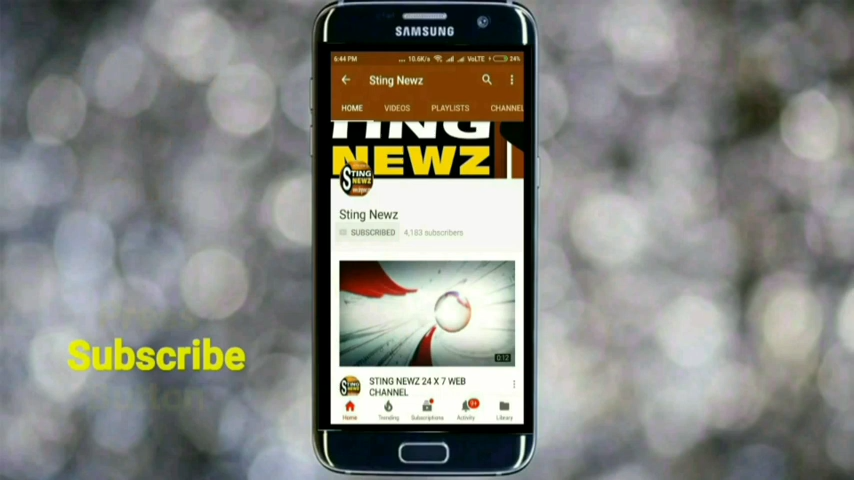 SAMSUNG
6:44 PM ... 10.6K/s VoLTE 24%
Sting Newz
HOME VIDEOS PLAYLISTS CHANNEL
TING
NEWZ
STING
NEWZ
Sting Newz
SUBSCRIBED 4,183 subscribers
0:12
STING NEWZ 24 X 7 WEB
CHANNEL
STING
NEWZ
Home Trending Subscriptions Activity Library
Subscribe